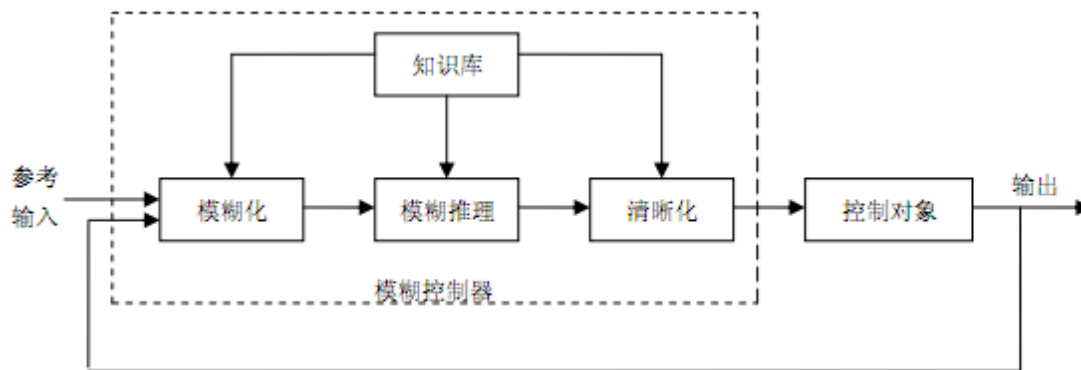 知识库
参考
输入
模糊化
模糊推理
清晰化
控制对象
输出
模糊控制器